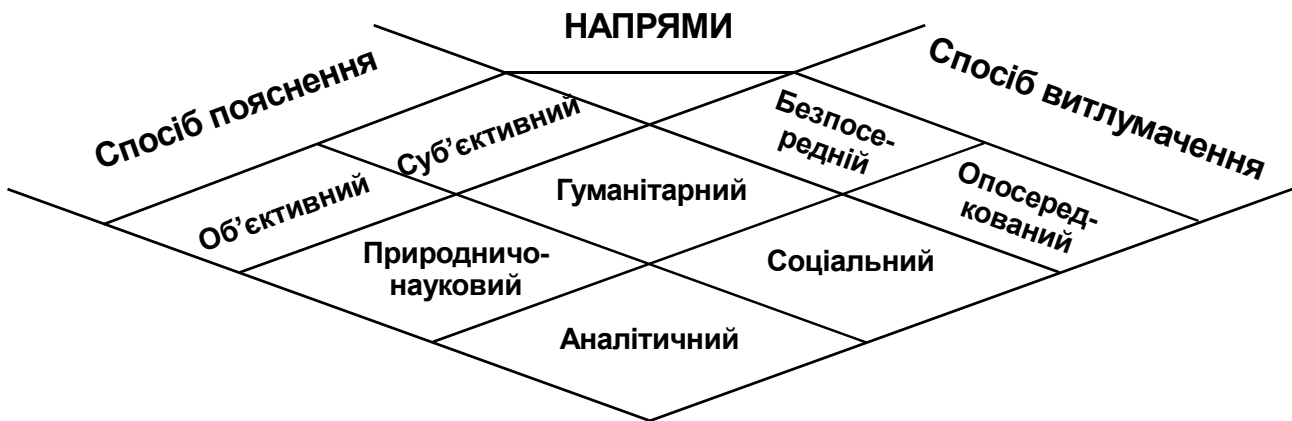 НАПРЯМИ
Спосіб пояснення
Спосіб витлумачення
Суб’єктивний
Об’єктивний
Безпосе-
редній
Опосеред-
кований
Гуманітарний
Природничо-
науковий
Соціальний
Аналітичний